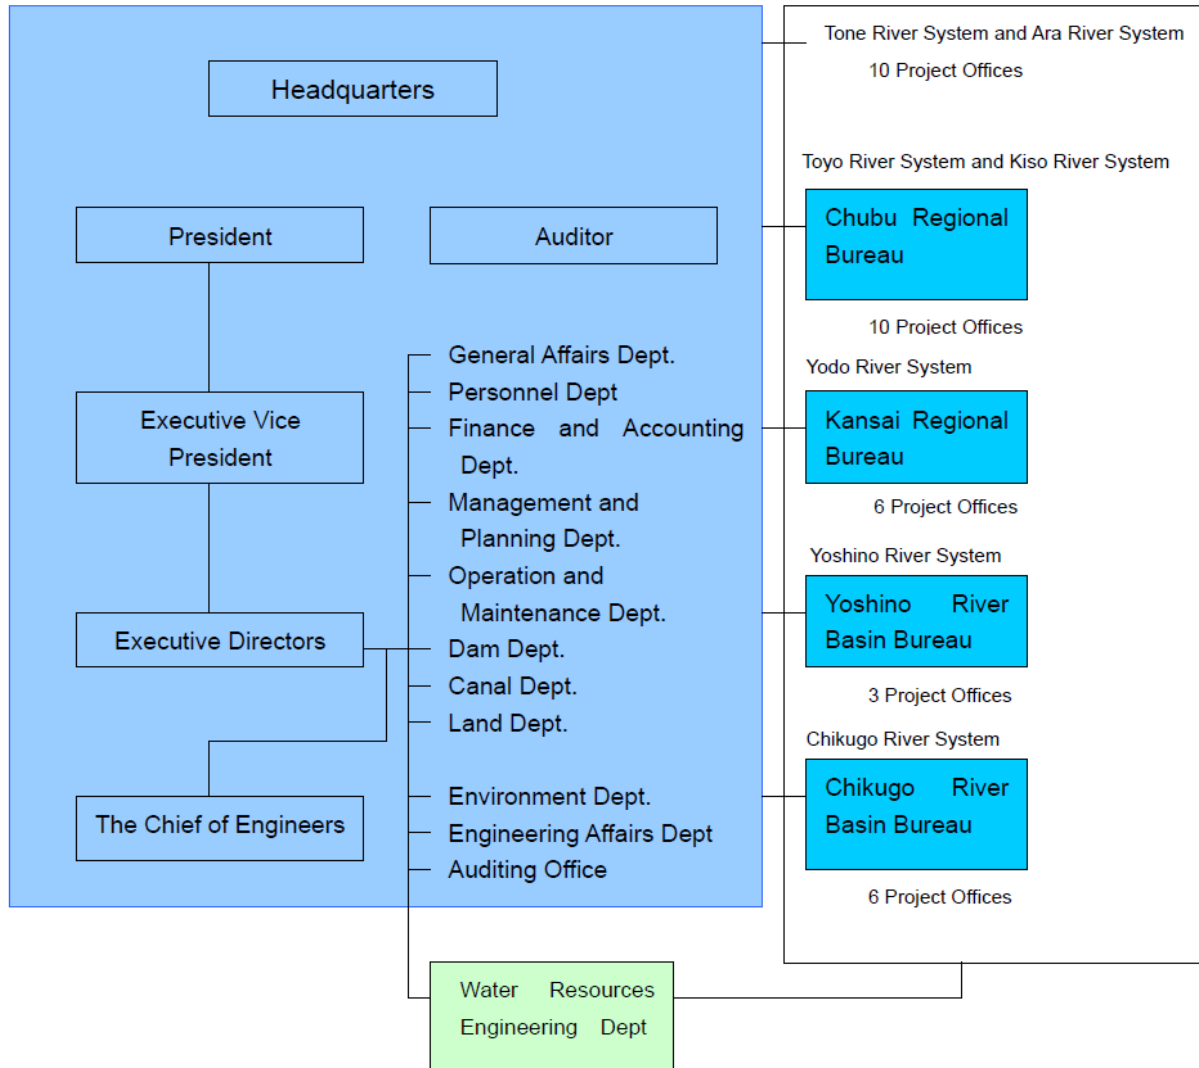 Headquarters
President
Auditor
Executive Vice
President
Executive Directors
The Chief of Engineers
General Affairs Dept.
Personnel Dept
Finance and Accounting
Dept.
Management and
Planning Dept.
Operation and
Maintenance Dept.
Dam Dept.
Canal Dept.
Land Dept.
Environment Dept.
Engineering Affairs Dept
Auditing Office
Water Resources
Engineering Dept
Tone River System and Ara River System
10 Project Offices
Toyo River System and Kiso River System
Chubu Regional
Bureau
10 Project Offices
Yodo River System
Kansai Regional
Bureau
6 Project Offices
Yoshino River System
Yoshino River
Basin Bureau
3 Project Offices
Chikugo River System
Chikugo River
Basin Bureau
6 Project Offices